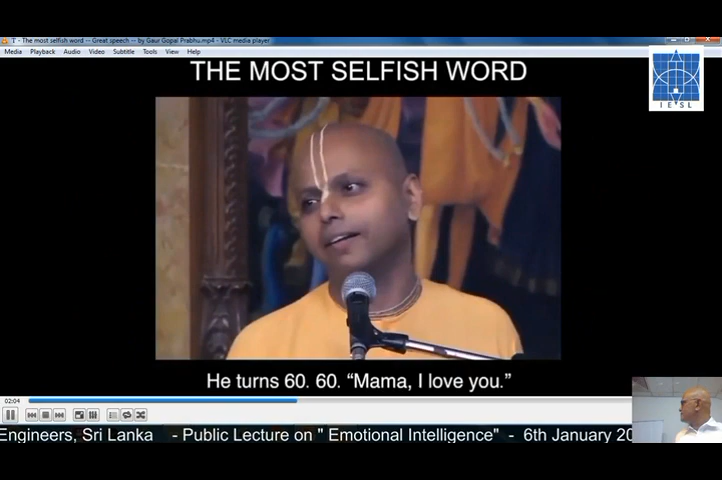 T - The most selfish word -- Great speech -- by Gaur Gopal Prabhu.mp4 - VLC media player
Media Playback Audio Video Subtitle Tools View Help
THE MOST SELFISH WORD
IESL
He turns 60. 60. “Mama, I love you.”
02:04
Engineers, Sri Lanka - Public Lecture on " Emotional Intelligence" - 6th January 20